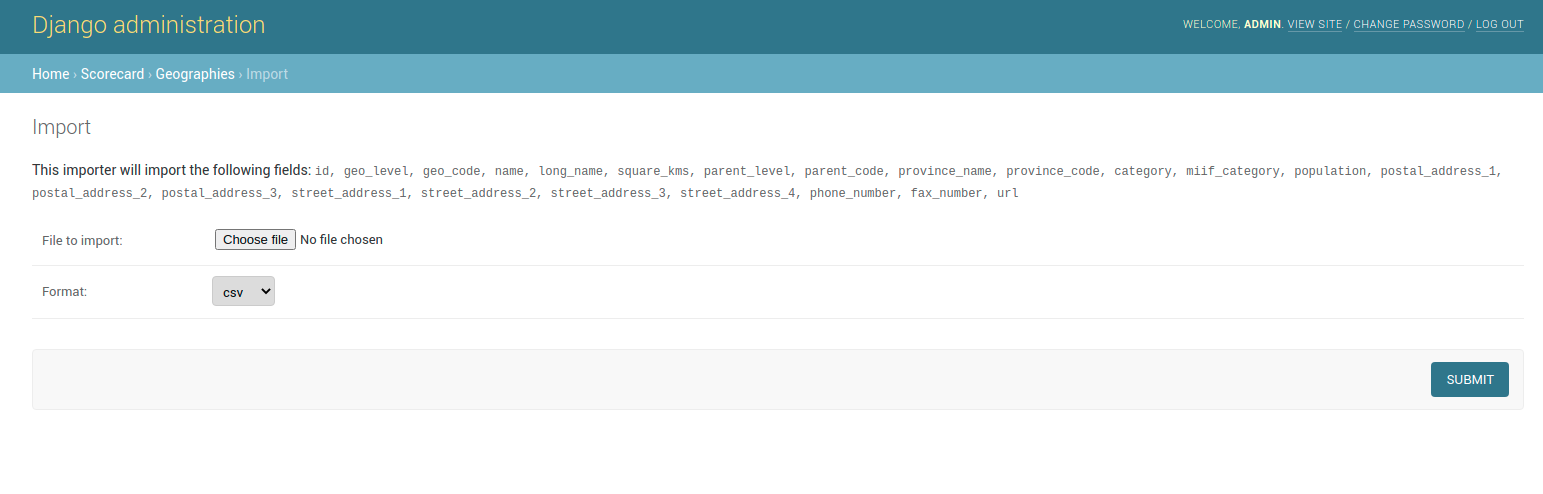 Django administration
WELCOME, ADMIN. VIEW SITE / CHANGE PASSWORD / LOG OUT
Home › Scorecard › Geographies › Import
Import
This importer will import the following fields: id, geo_level, geo_code, name, long_name, square_kms, parent_level, parent_code, province_name, province_code, category, miif_category, population, postal_address_1,
postal_address_2, postal_address_3, street_address_1, street_address_2, street_address_3, street_address_4, phone_number, fax_number, url
File to import: Choose file No file chosen
Format: csv
SUBMIT